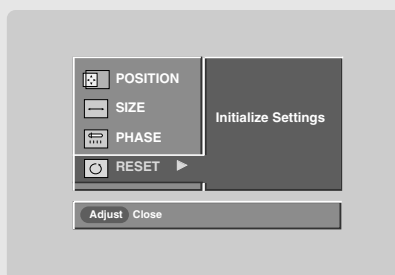 POSITION
SIZE
PHASE
RESET
Initialize Settings
Adjust Close